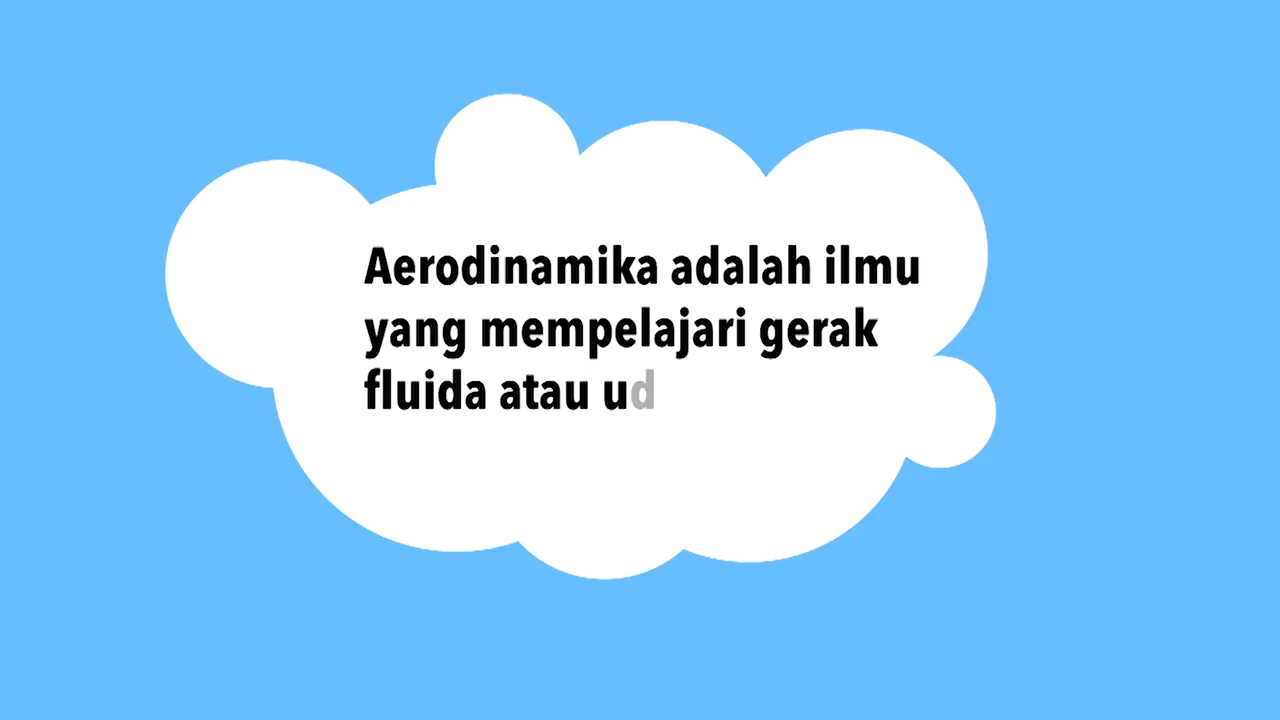 Aerodinamika adalah ilmu
yang mempelajari gerak
fluida atau ud